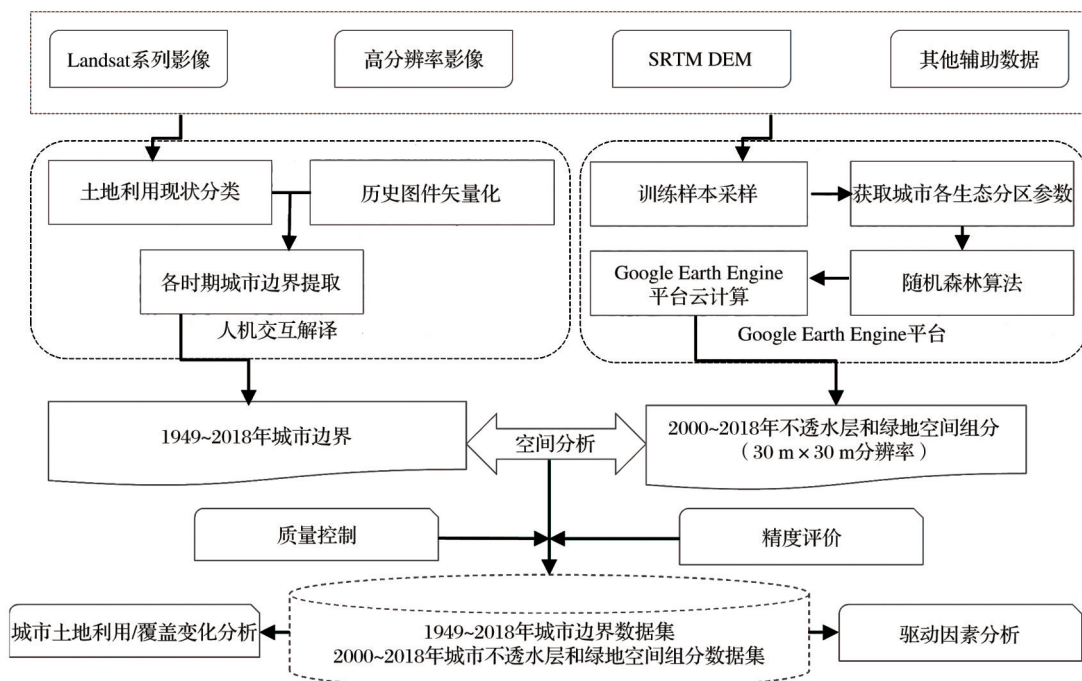 Landsat系列影像
高分辨率影像
SRTM DEM
其他辅助数据
土地利用现状分类
历史图件矢量化
训练样本采样
获取城市各生态分区参数
各时期城市边界提取
Google Earth Engine
平台云计算
随机森林算法
人机交互解译
Google Earth Engine平台
1949~2018年城市边界
空间分析
2000~2018年不透水层和绿地空间组分
(30 m × 30 m分辨率)
质量控制
精度评价
城市土地利用/覆盖变化分析
1949~2018年城市边界数据集
2000~2018年城市不透水层和绿地空间组分数据集
驱动因素分析